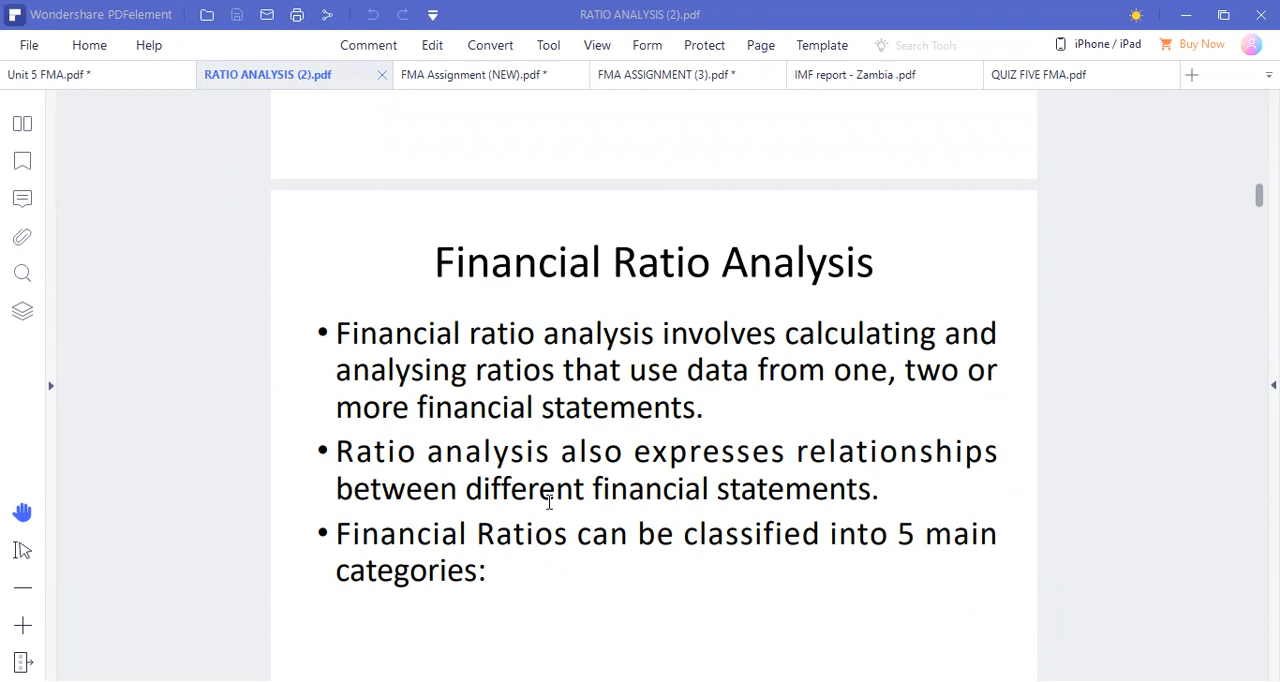 Wondershare PDFelement
RATIO ANALYSIS (2).pdf
File Home Help Comment Edit Convert Tool View Form Protect Page Template Search Tools iPhone / iPad Buy Now
Unit 5 FMA.pdf * RATIO ANALYSIS (2).pdf FMA Assignment (NEW).pdf * FMA ASSIGNMENT (3).pdf * IMF report - Zambia .pdf QUIZ FIVE FMA.pdf
Financial Ratio Analysis
• Financial ratio analysis involves calculating and
analysing ratios that use data from one, two or
more financial statements.
• Ratio analysis also expresses relationships
between different financial statements.
• Financial Ratios can be classified into 5 main
categories: